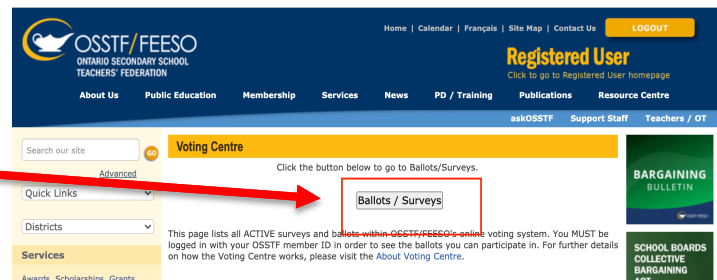 Home | Calendar | Français | Site Map | Contact Us
LOGOUT
OSSTF/FEESO
ONTARIO SECONDARY SCHOOL
TEACHERS' FEDERATION
Registered User
Click to go to Registered User homepage
About Us Public Education Membership Services News PD / Training Publications Resource Centre
askOSSTF Support Staff Teachers / OT
Search our site
GO
Advanced
Quick Links
Districts
Services
Awards, Scholarships, Grants
Voting Centre
Click the button below to go to Ballots/Surveys.
Ballots / Surveys
This page lists all ACTIVE surveys and ballots within OSSTF/FEESO's online voting system. You MUST be
logged in with your OSSTF member ID in order to see the ballots you can participate in. For further details
on how the Voting Centre works, please visit the About Voting Centre.
BARGAINING
BULLETIN
SCHOOL BOARDS
COLLECTIVE
BARGAINING